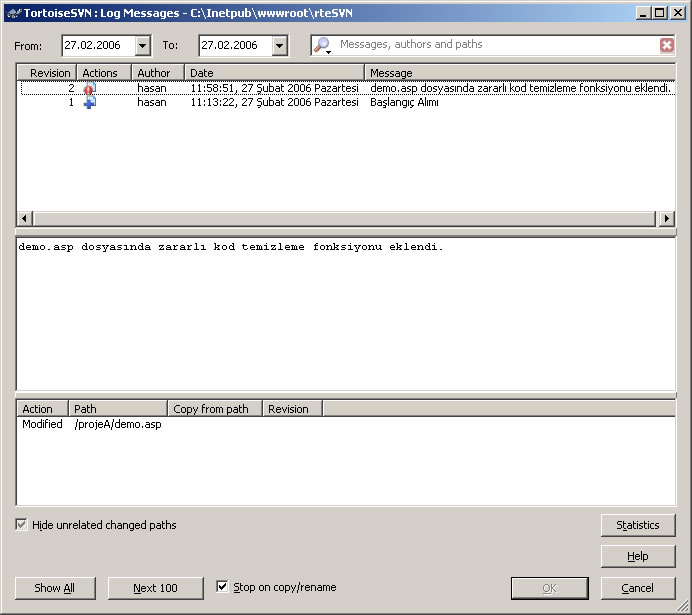 TortoiseSVN : Log Messages - C:\Inetpub\wwwroot\rteSVN
From: 27.02.2006 To: 27.02.2006 Messages, authors and paths
Revision Actions Author Date Message
2 hasan 11:58:51, 27 Şubat 2006 Pazartesi demo.asp dosyasında zararlı kod temizleme fonksiyonu eklendi.
1 hasan 11:13:22, 27 Şubat 2006 Pazartesi Başlangıç Alımı
demo.asp dosyasında zararlı kod temizleme fonksiyonu eklendi.
Action Path Copy from path Revision
Modified /projeA/demo.asp
Hide unrelated changed paths
Statistics
Help
Show All Next 100 Stop on copy/rename OK Cancel